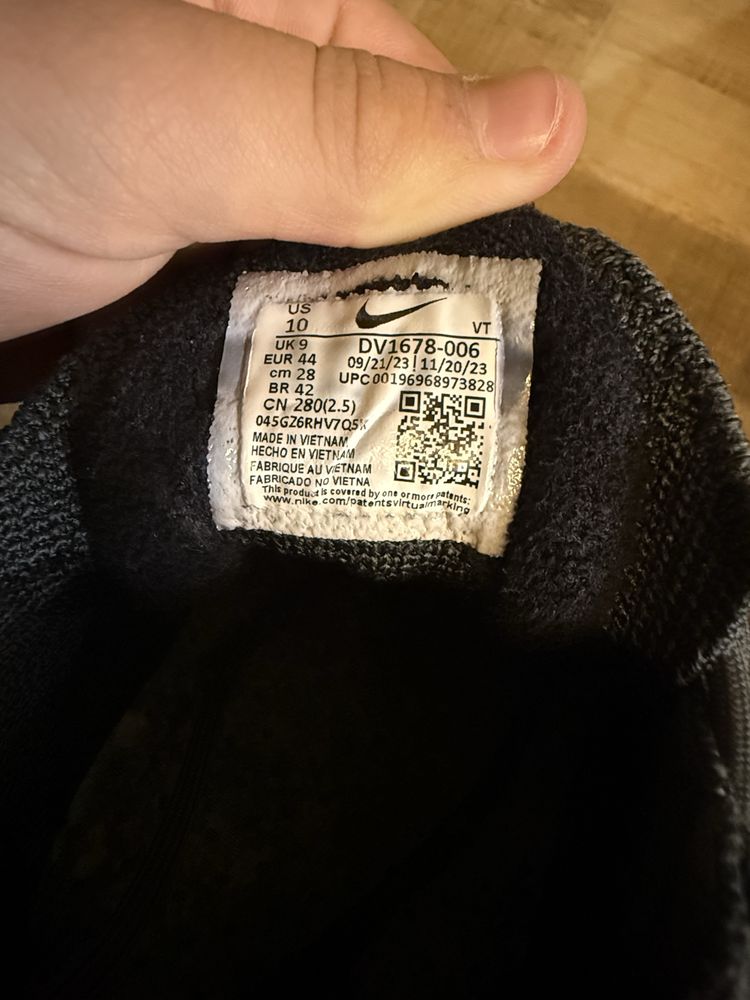 US
10
VT
UK 9
EUR 44
cm 28
BR 42
CN 280(2.5)
DV1678-006
09/21/23 | 11/20/23
UPC 00196968973828
045GZ6RHV7Q5K
MADE IN VIETNAM
HECHO EN VIETNAM
FABRIQUE AU VIETNAM
FABRICADO NO VIETNA
This product is covered by one or more patents:
www.nike.com/patentsvirtualmarking